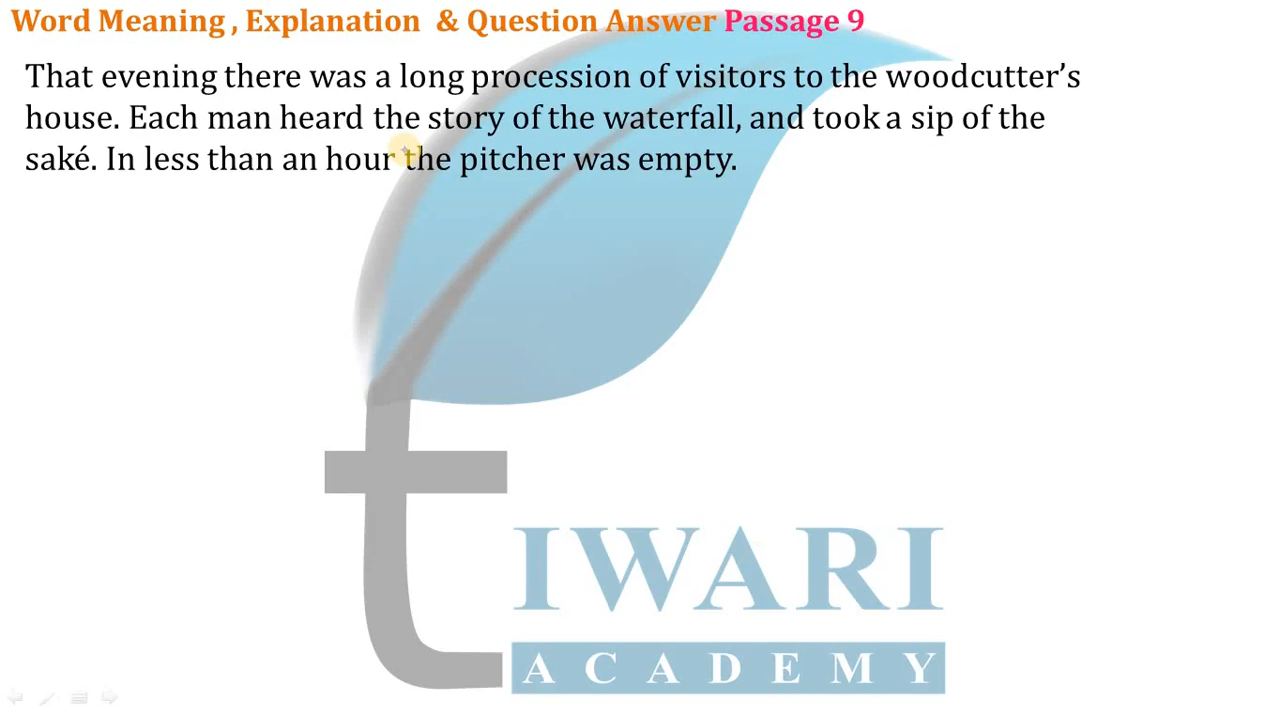 Word Meaning , Explanation & Question Answer Passage 9
That evening there was a long procession of visitors to the woodcutter’s
house. Each man heard the story of the waterfall, and took a sip of the
saké. In less than an hour the pitcher was empty.
tIWARI
ACADEMY